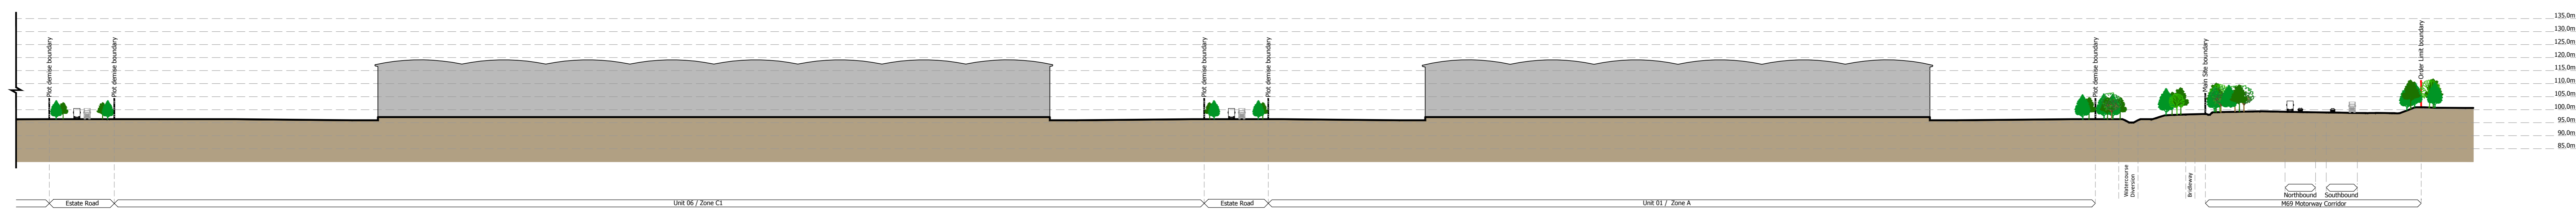 135.0m
130.0m
125.0m
120.0m
115.0m
110.0m
105.0m
100.0m
95.0m
90.0m
85.0m
Plot demise boundary
Plot demise boundary
Plot demise boundary
Plot demise boundary
Plot demise boundary
Main Site boundary
Order Limit boundary
Watercourse
Diversion
Bridleway
Northbound
Southbound
Estate Road
Unit 06 / Zone C1
Estate Road
Unit 01 / Zone A
M69 Motorway Corridor